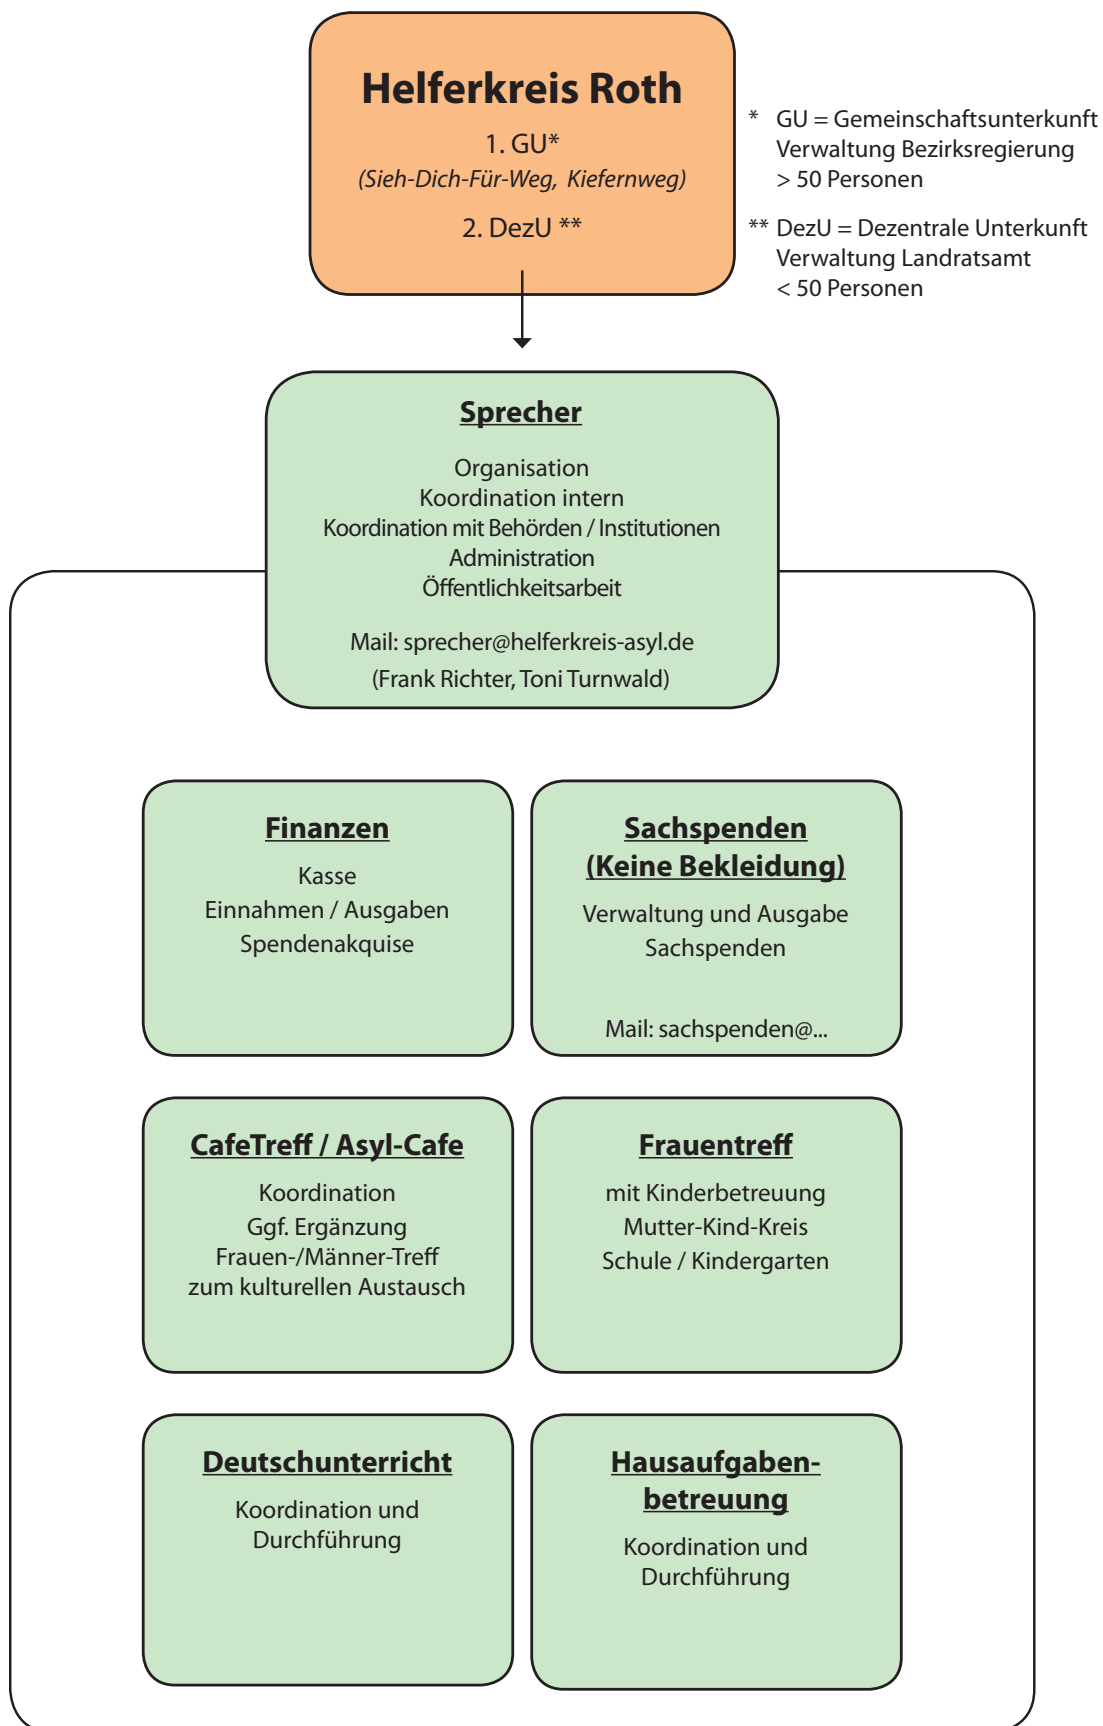 Helferkreis Roth
1. GU*
(Sieh-Dich-Für-Weg, Kiefernweg)
2. DezU **
* GU = Gemeinschaftsunterkunft
Verwaltung Bezirksregierung
> 50 Personen
** DezU = Dezentrale Unterkunft
Verwaltung Landratsamt
< 50 Personen
Sprecher
Organisation
Koordination intern
Koordination mit Behörden / Institutionen
Administration
Öffentlichkeitsarbeit
Mail: sprecher@helferkreis-asyl.de
(Frank Richter, Toni Turnwald)
Finanzen
Kasse
Einnahmen / Ausgaben
Spendenakquise
Sachspenden
(Keine Bekleidung)
Verwaltung und Ausgabe
Sachspenden
Mail: sachspenden@...
CafeTreff / Asyl-Cafe
Koordination
Ggf. Ergänzung
Frauen-/Männer-Treff
zum kulturellen Austausch
Frauentreff
mit Kinderbetreuung
Mutter-Kind-Kreis
Schule / Kindergarten
Deutschunterricht
Koordination und
Durchführung
Hausaufgaben-
betreuung
Koordination und
Durchführung